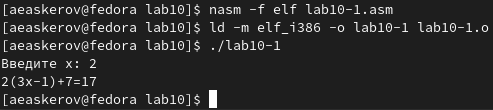 [aeaskerov@fedora lab10]$ nasm -f elf lab10-1.asm
[aeaskerov@fedora lab10]$ ld -m elf_i386 -o lab10-1 lab10-1.o
[aeaskerov@fedora lab10]$ ./lab10-1
Введите x: 2
2(3x-1)+7=17
[aeaskerov@fedora lab10]$